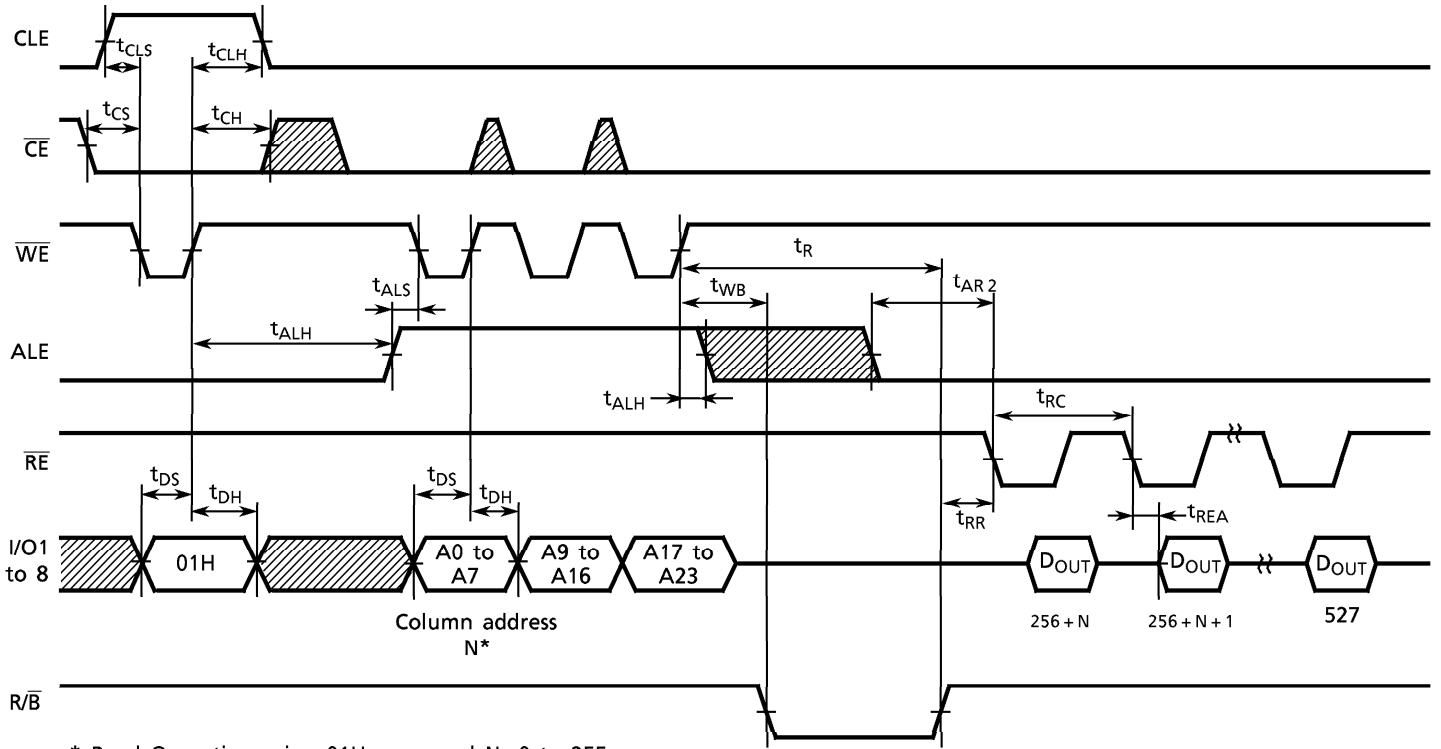 CLE
tCLS
tCLH
CE
tCS
tCH
WE
tR
tALS
tWB
tAR2
ALE
tALH
tALH
tRC
RE
tDS
tDH
tDS
tDH
tRR
tREA
I/O1
to 8
01H
A0 to
A7
A9 to
A16
A17 to
A23
DOUT
DOUT
DOUT
Column address
N*
256 + N
256 + N + 1
527
R/B